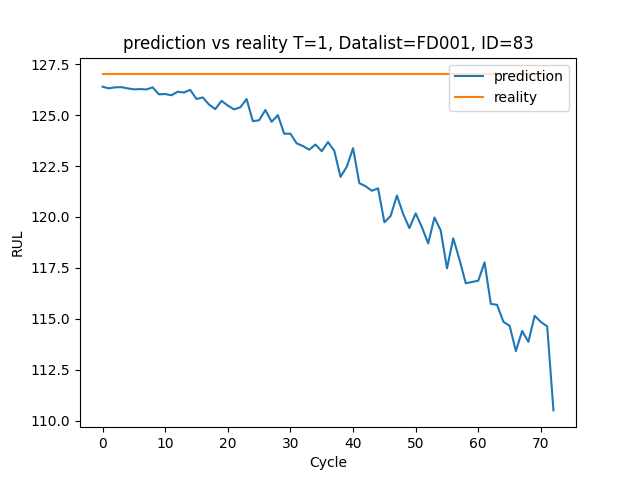 prediction vs reality T=1, Datalist=FD001, ID=83
127.5
125.0
122.5
120.0
117.5
115.0
112.5
110.0
RUL
prediction
reality
0 10 20 30 40 50 60 70
Cycle